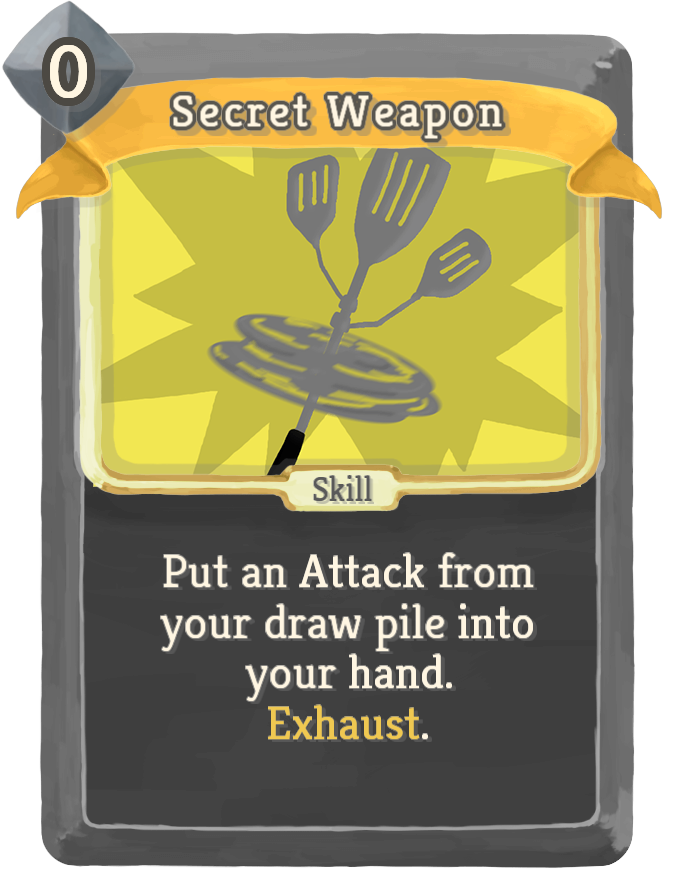 0
Secret Weapon
Skill
Put an Attack from
your draw pile into
your hand.
Exhaust.